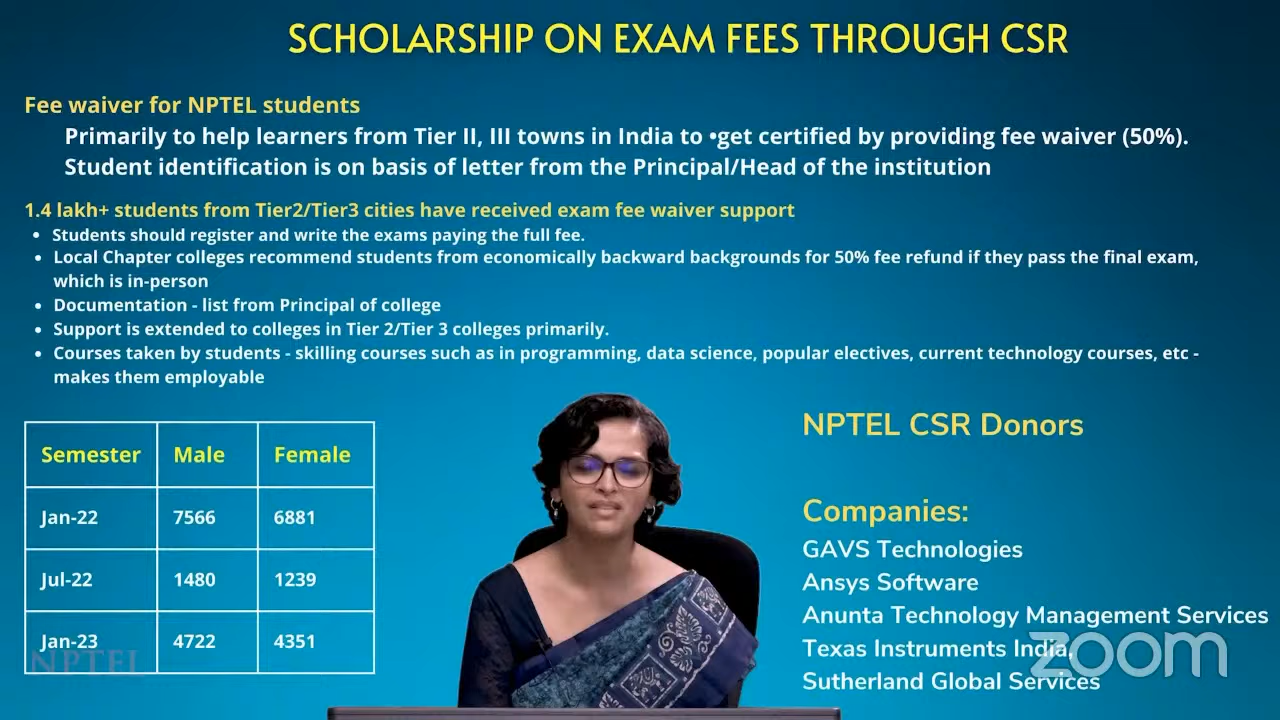 SCHOLARSHIP ON EXAM FEES THROUGH CSR
Fee waiver for NPTEL students
Primarily to help learners from Tier II, III towns in India to •get certified by providing fee waiver (50%).
Student identification is on basis of letter from the Principal/Head of the institution
1.4 lakh+ students from Tier2/Tier3 cities have received exam fee waiver support
• Students should register and write the exams paying the full fee.
• Local Chapter colleges recommend students from economically backward backgrounds for 50% fee refund if they pass the final exam,
which is in-person
• Documentation - list from Principal of college
• Support is extended to colleges in Tier 2/Tier 3 colleges primarily.
• Courses taken by students - skilling courses such as in programming, data science, popular electives, current technology courses, etc -
makes them employable
Semester Male Female
Jan-22 7566 6881
Jul-22 1480 1239
Jan-23 4722 4351
NPTEL
NPTEL CSR Donors
Companies:
GAVS Technologies
Ansys Software
Anunta Technology Management Services
Texas Instruments India,
Sutherland Global Services
zoom